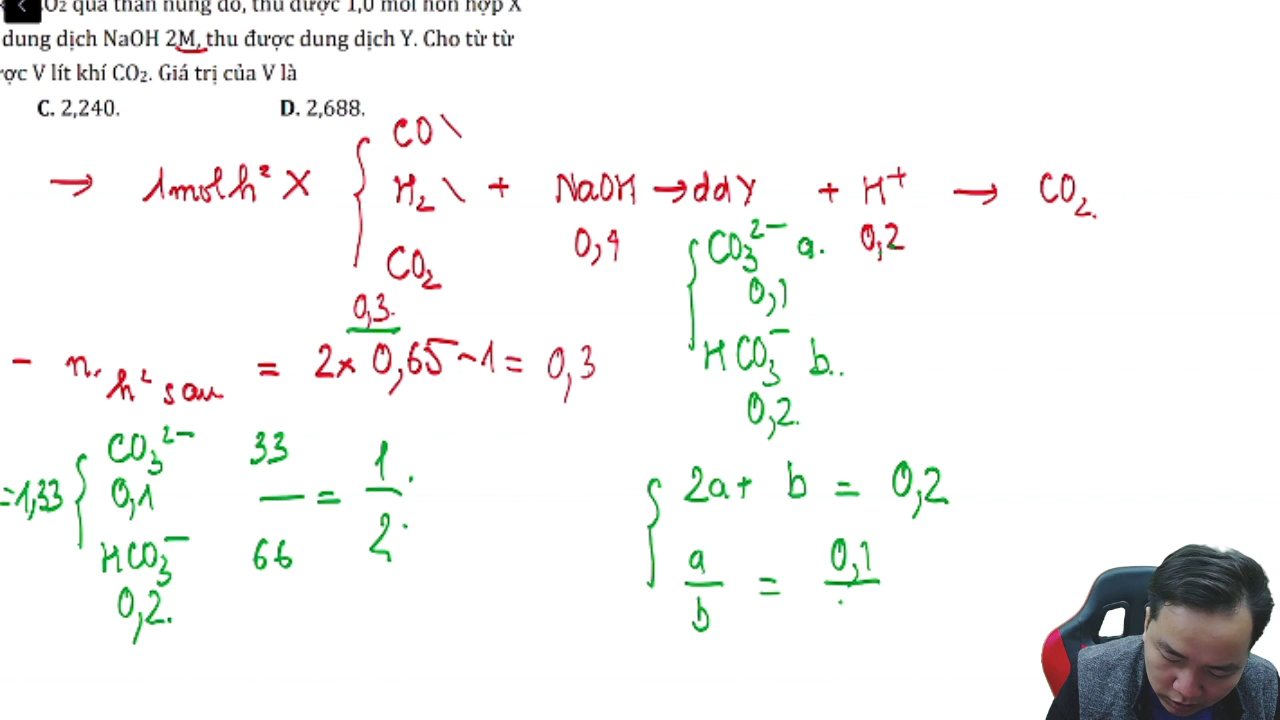 O₂ qua than nung đỏ, thu được 1,0 mol hỗn hợp X
dung dịch NaOH 2M, thu được dung dịch Y. Cho từ từ
ợc V lít khí CO₂. Giá trị của V là
C. 2,240. D. 2,688.
CO \
→ 1mol h² X { H₂ \ + NaOH → dd Y + H⁺ → CO₂.
0,4 CO₃²⁻ a. 0,2
CO₂
0,3. 0,1
- n h² sau = 2 x 0,65 - 1 = 0,3
HCO₃⁻ b..
0,2.
=1,33 { CO₃²⁻ 33
0,1 — = 1/2
HCO₃⁻ 66
0,2.
{ 2a + b = 0,2
a/b = 0,1